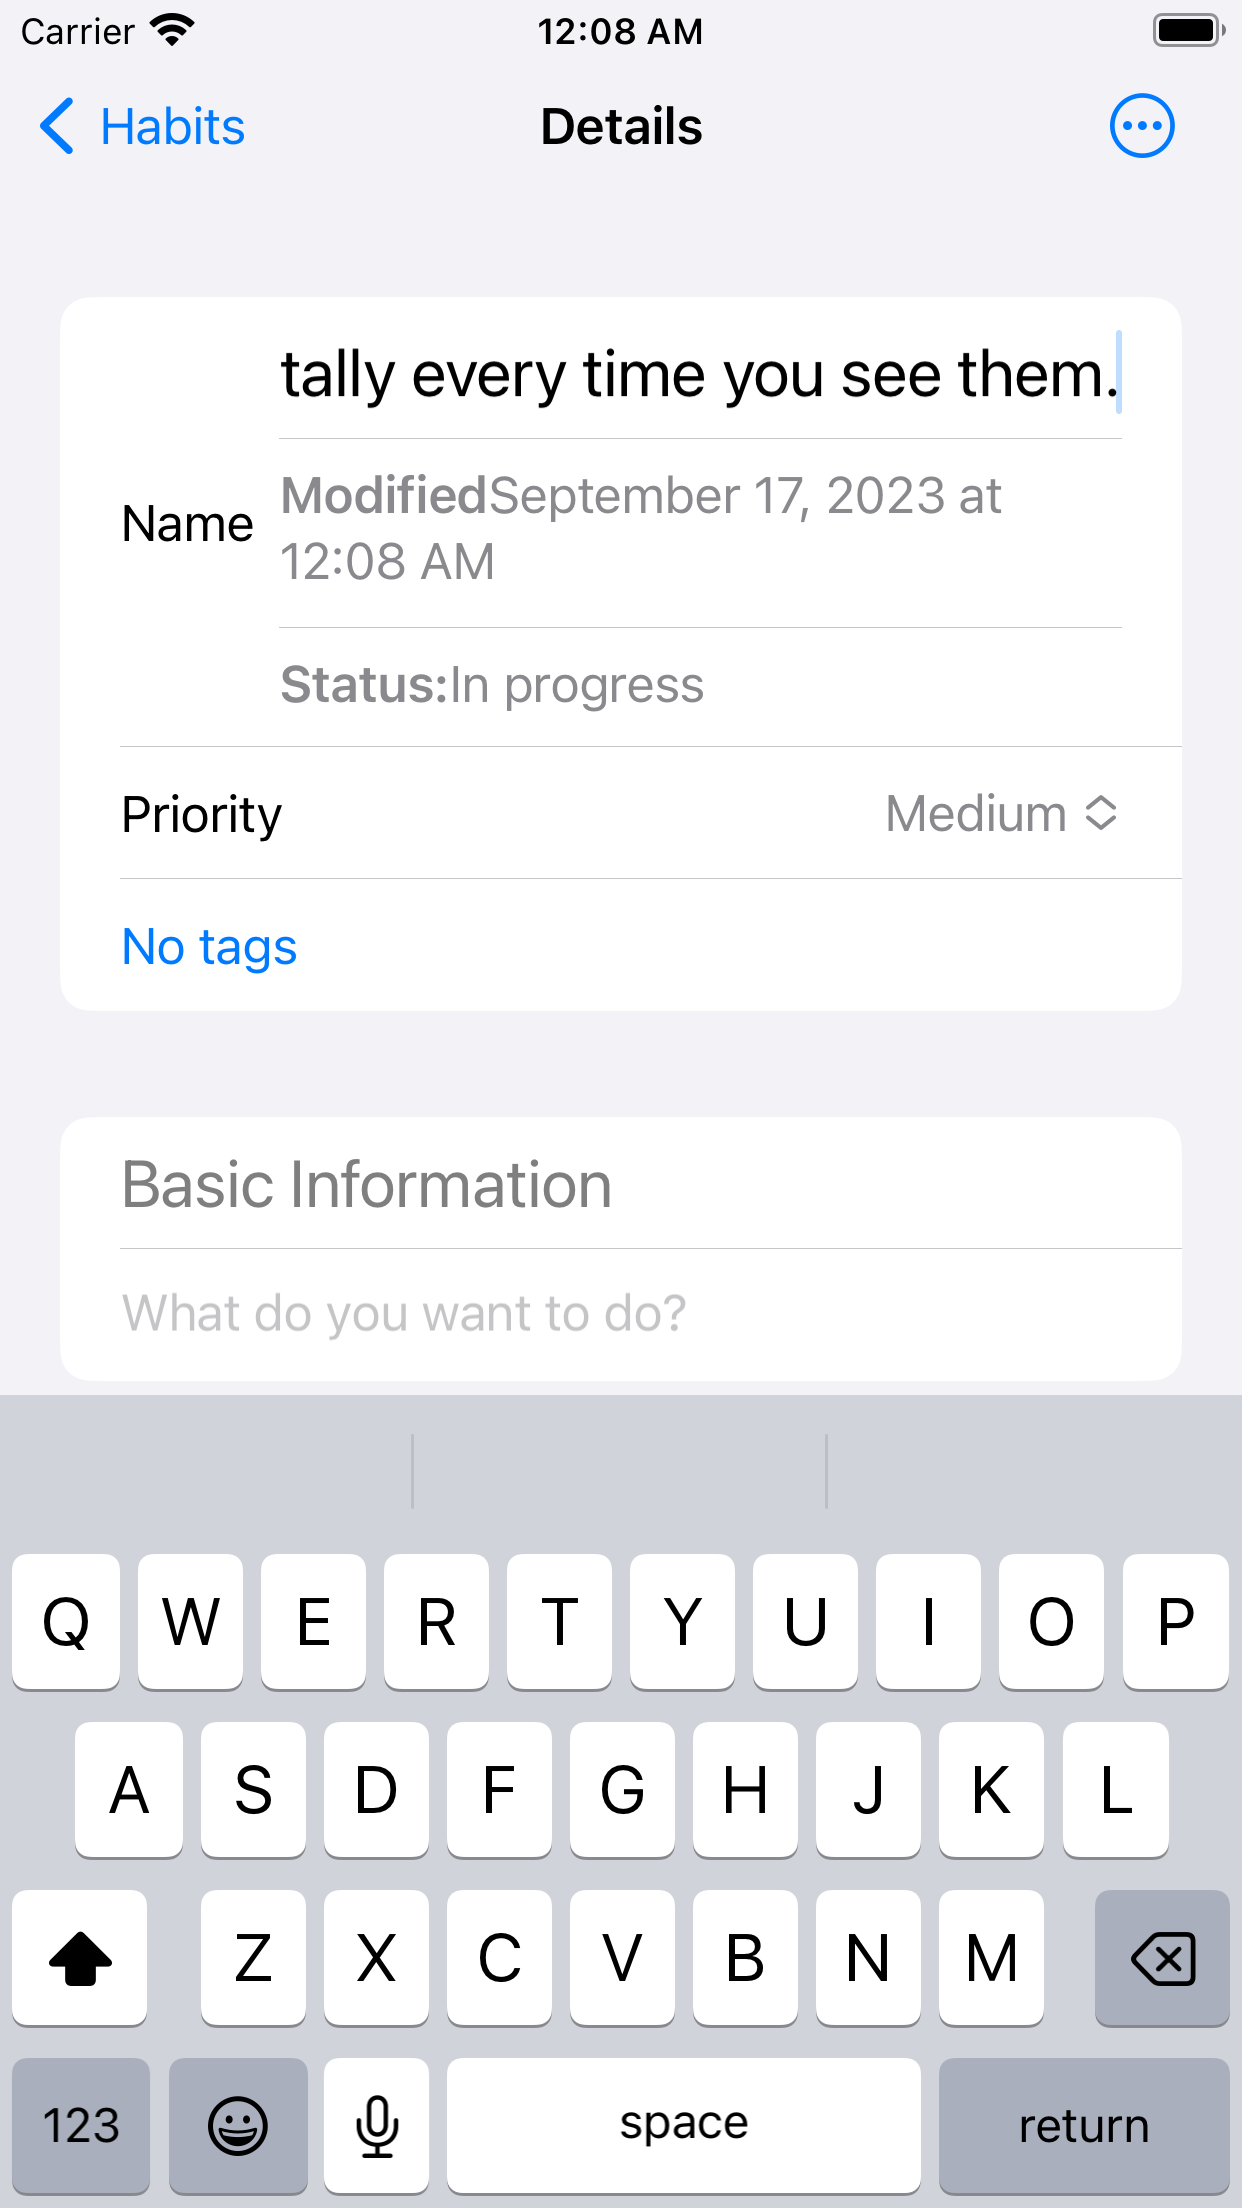 Carrier 12:08 AM
Habits Details
tally every time you see them.
Name
ModifiedSeptember 17, 2023 at
12:08 AM
Status:In progress
Priority Medium
No tags
Basic Information
What do you want to do?
Q W E R T Y U I O P
A S D F G H J K L
Z X C V B N M
123 space return